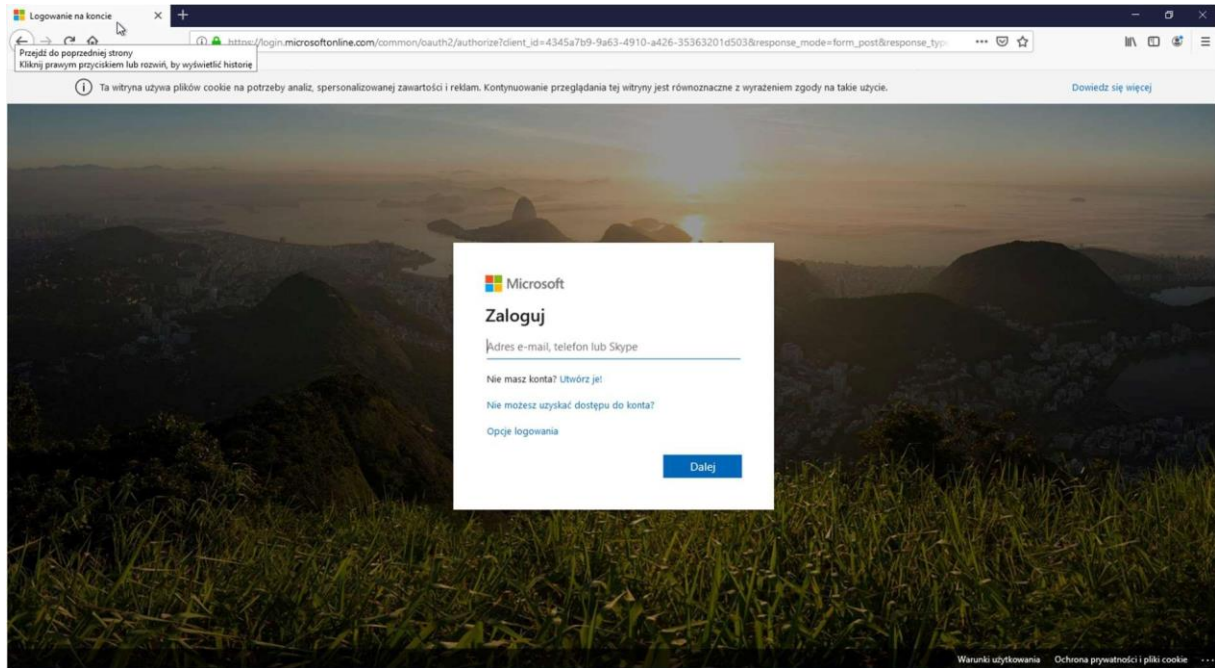 Logowanie na koncie
https://login.microsoftonline.com/common/oauth2/authorize?client_id=4345a7b9-9a63-4910-a426-35363201d503&response_mode=form_post&response_typ
Przejdź do poprzedniej strony
Kliknij prawym przyciskiem lub rozwiń, by wyświetlić historię
Ta witryna używa plików cookie na potrzeby analiz, spersonalizowanej zawartości i reklam. Kontynuowanie przeglądania tej witryny jest równoznaczne z wyrażeniem zgody na takie użycie.
Dowiedz się więcej
Microsoft
Zaloguj
Adres e-mail, telefon lub Skype
Nie masz konta? Utwórz je!
Nie możesz uzyskać dostępu do konta?
Opcje logowania
Dalej
Warunki użytkowania Ochrona prywatności i pliki cookie ...